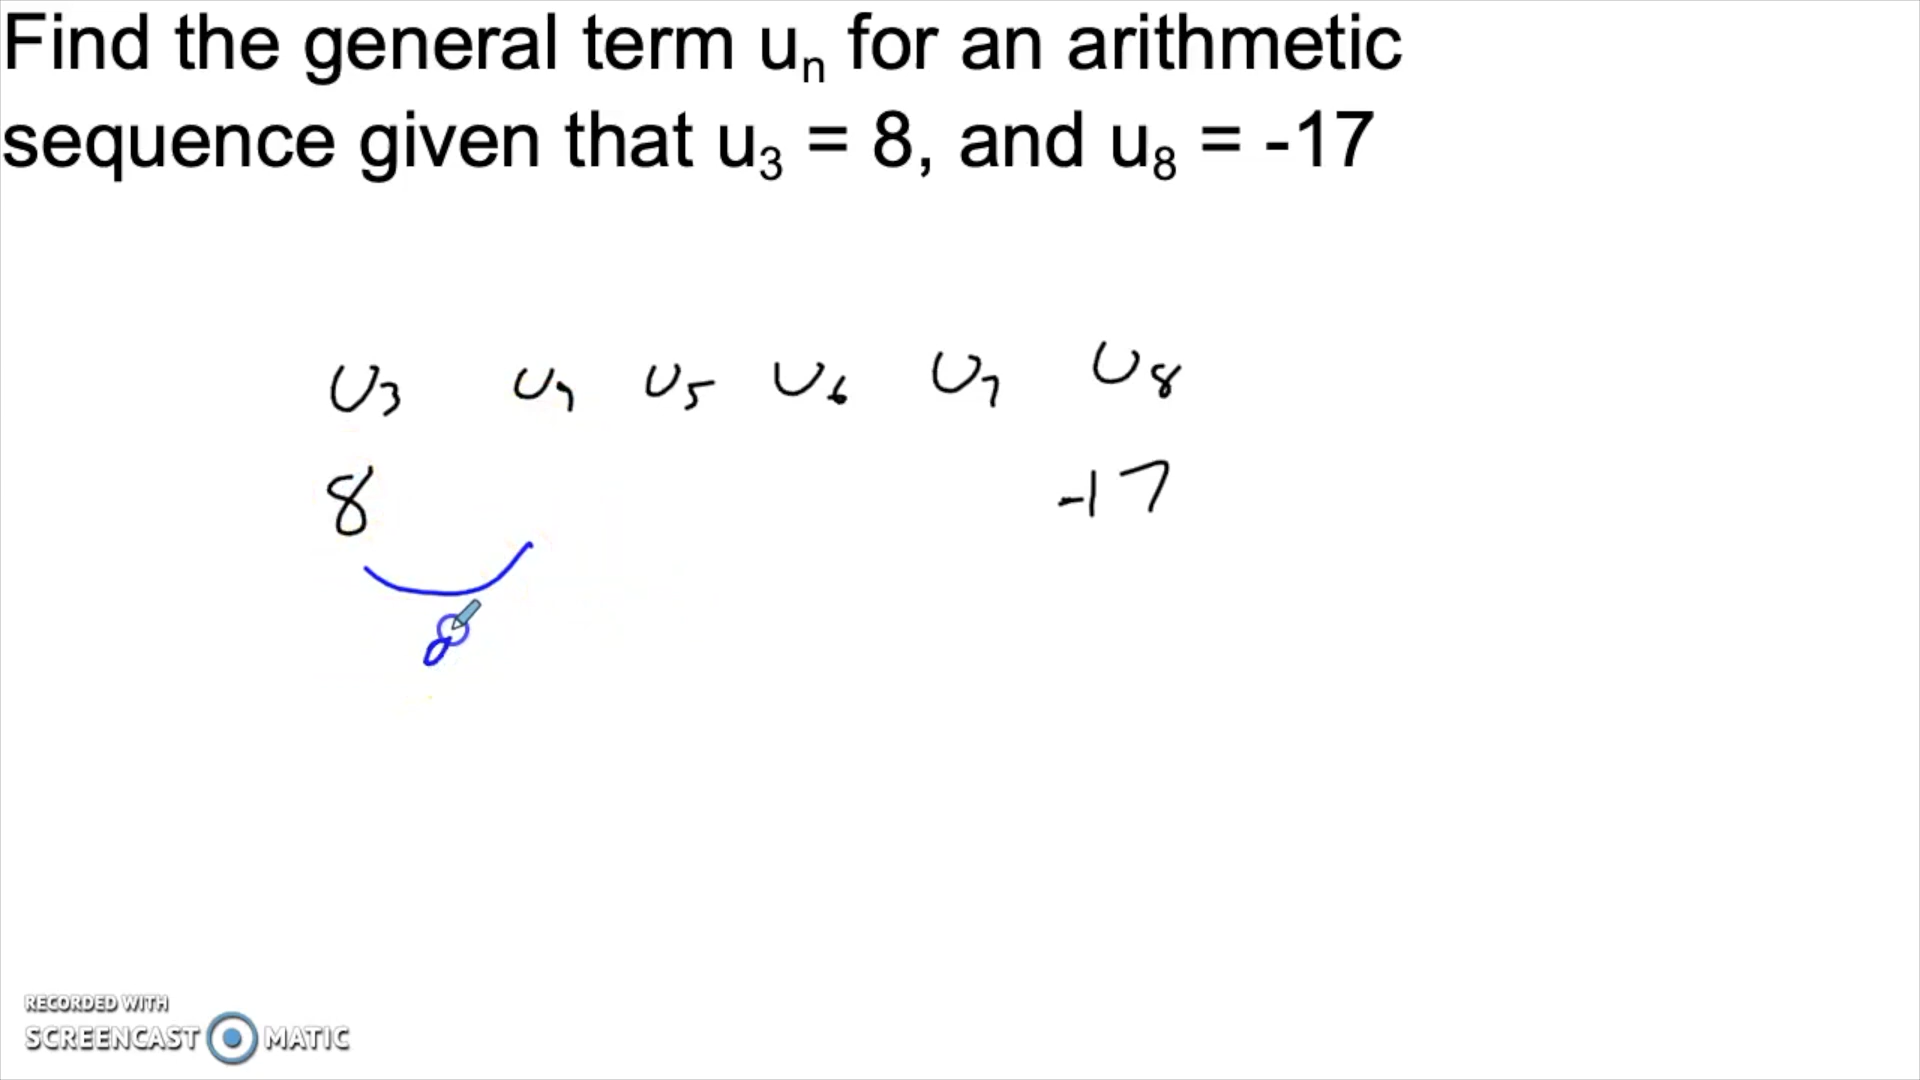 Find the general term uₙ for an arithmetic
sequence given that u₃ = 8, and u₈ = -17
U₃ U₄ U₅ U₆ U₇ U₈
8 -17
RECORDED WITH
SCREENCAST MATIC